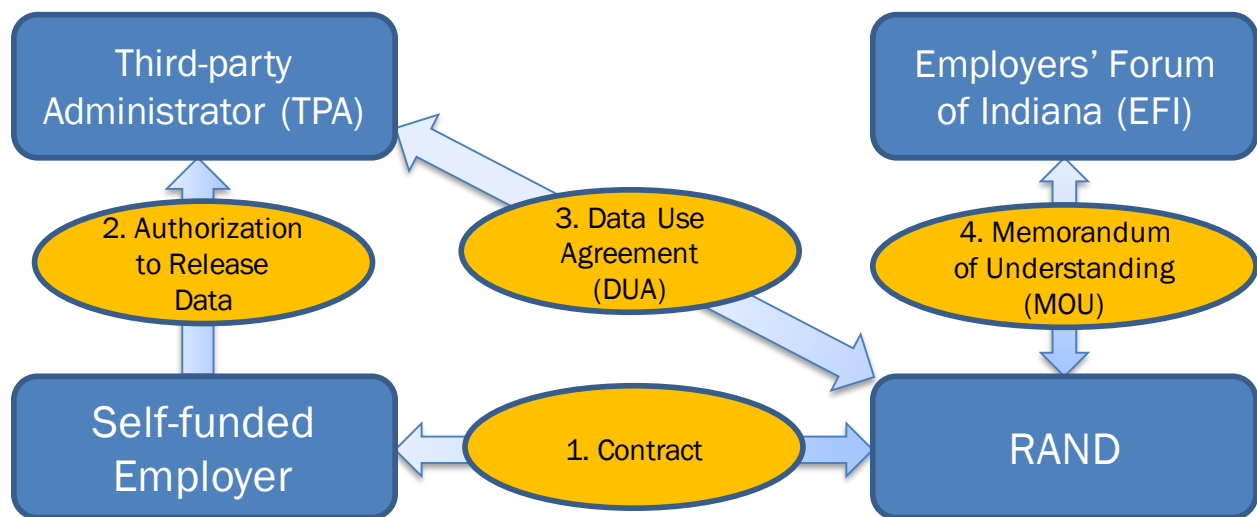 Third-party
Administrator (TPA)
Employers’ Forum
of Indiana (EFI)
2. Authorization
to Release
Data
3. Data Use
Agreement
(DUA)
4. Memorandum
of Understanding
(MOU)
Self-funded
Employer
1. Contract
RAND